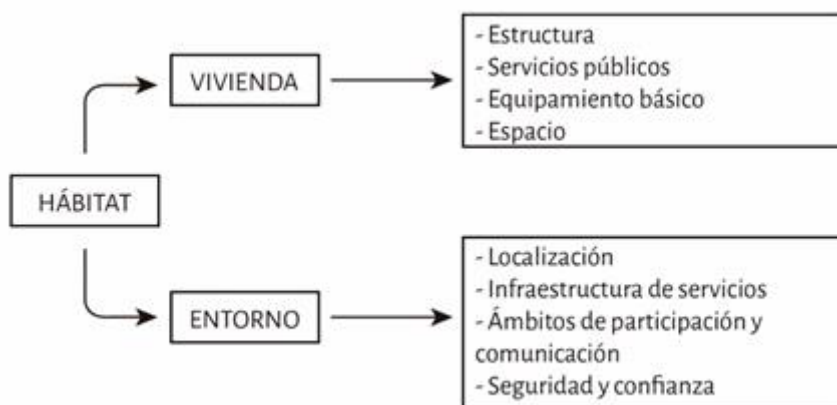 HÁBITAT
VIVIENDA
- Estructura
- Servicios públicos
- Equipamiento básico
- Espacio
ENTORNO
- Localización
- Infraestructura de servicios
- Ámbitos de participación y
comunicación
- Seguridad y confianza